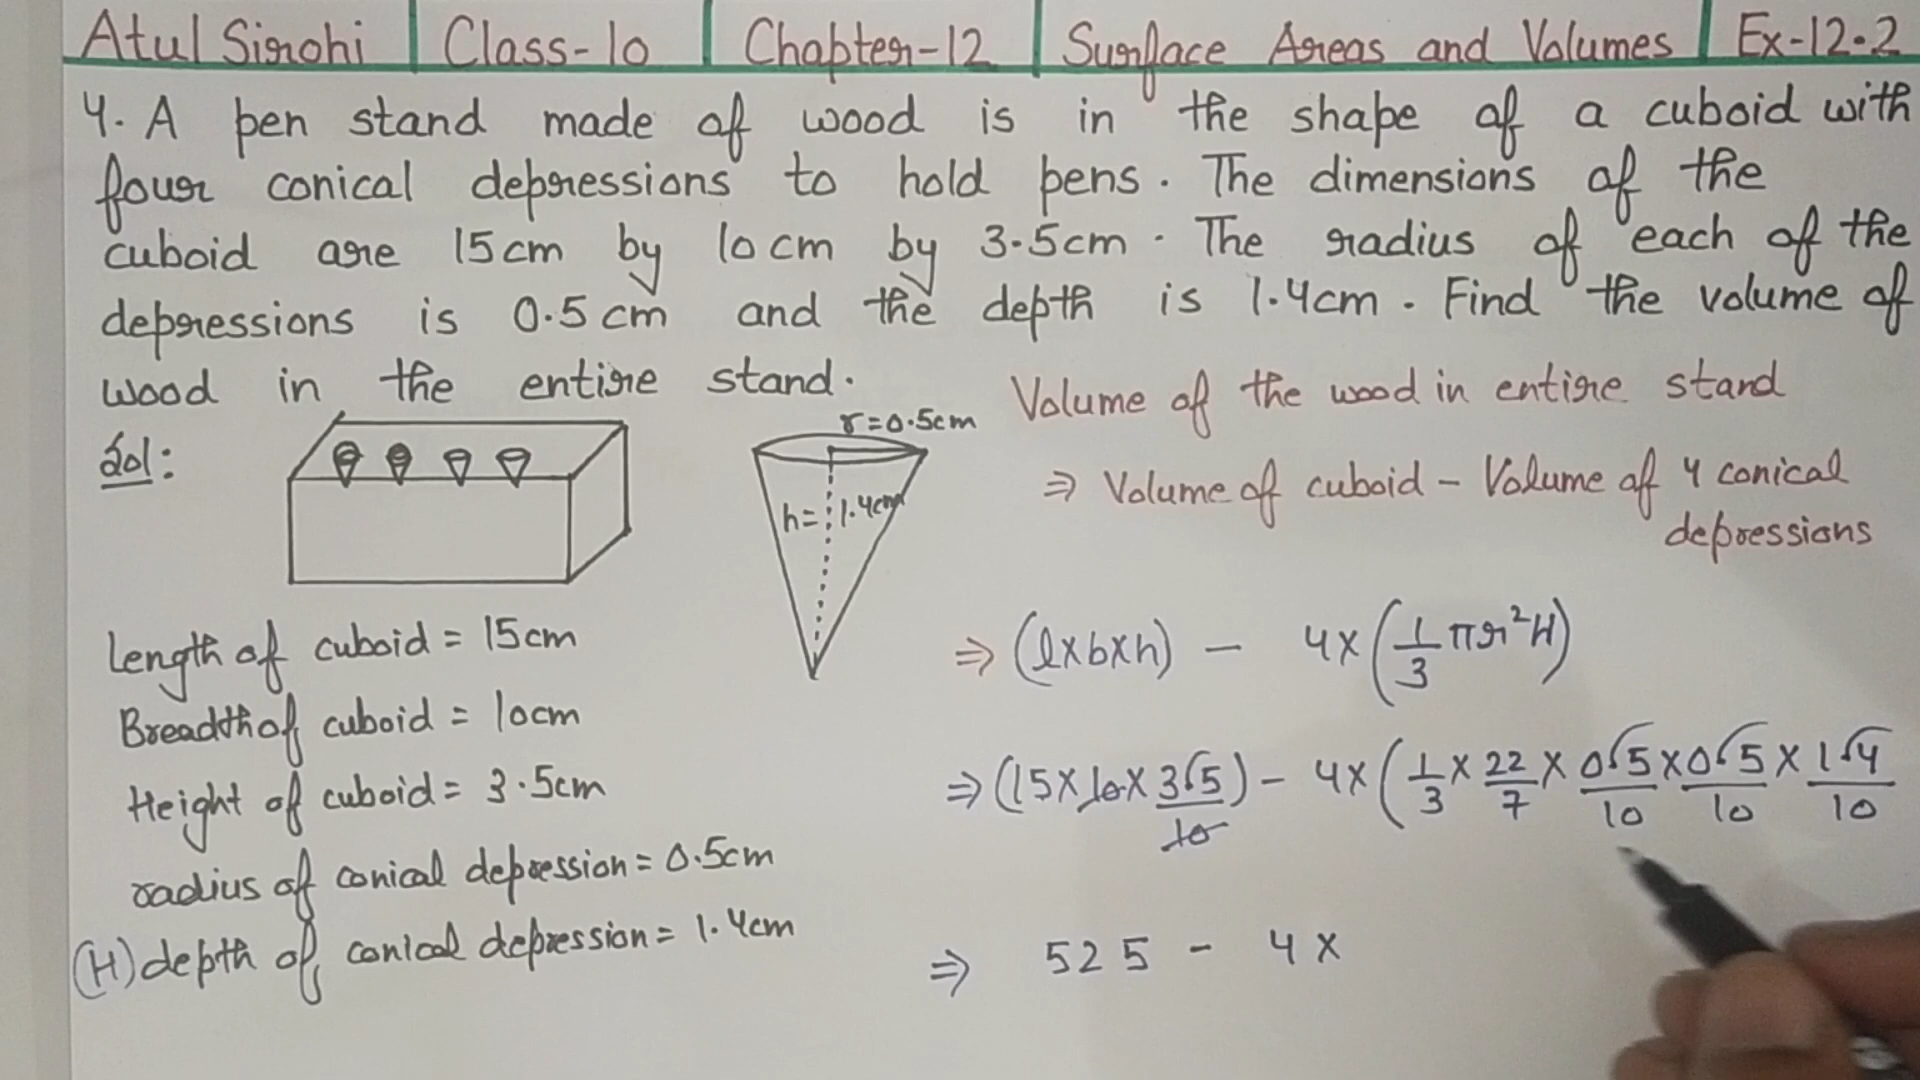 Atul Sirohi | Class-10 | Chapter-12 | Surface Areas and Volumes | Ex-12.2
4. A pen stand made of wood is in the shape of a cuboid with
four conical depressions to hold pens. The dimensions of the
cuboid are 15cm by 10cm by 3.5cm. The radius of each of the
depressions is 0.5cm and the depth is 1.4cm. Find the volume of
wood in the entire stand.
Sol:
r=0.5cm
h=1.4cm
Length of cuboid = 15cm
Breadth of cuboid = 10cm
Height of cuboid = 3.5cm
radius of conical depression = 0.5cm
(H) depth of conical depression = 1.4cm
Volume of the wood in entire stand
⇒ Volume of cuboid - Volume of 4 conical
depressions
⇒ (l×b×h) - 4×(1/3 πr²H)
⇒ (15×10×35/10) - 4×(1/3 × 22/7 × 05/10 × 05/10 × 14/10
⇒ 525 - 4×